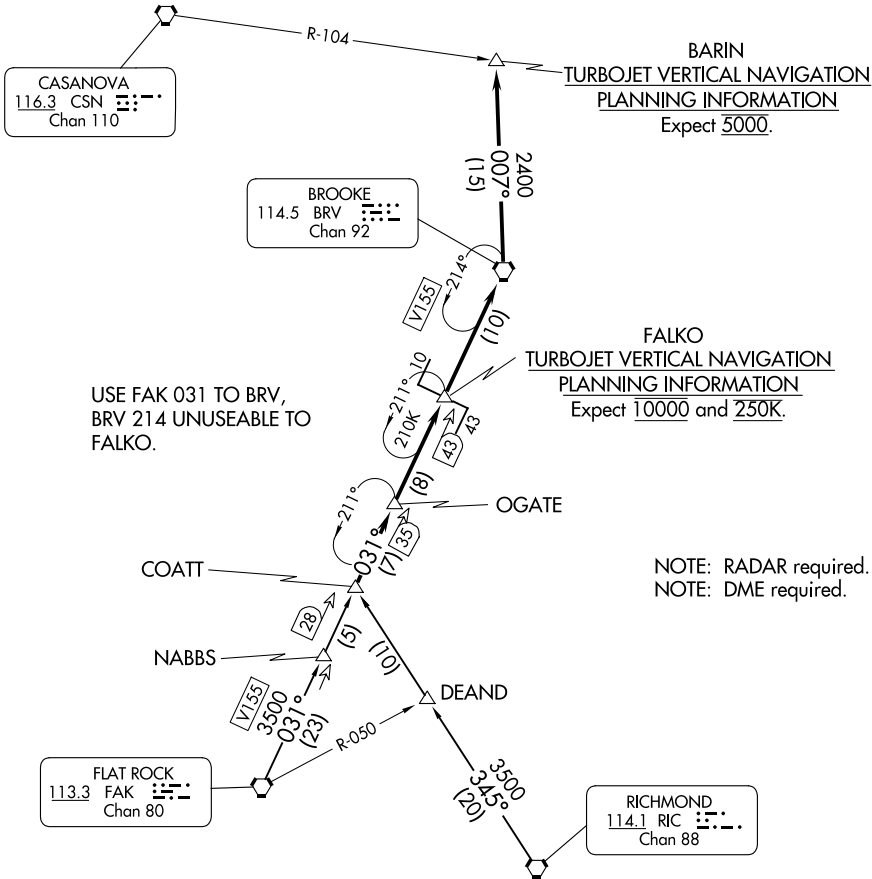 R-104
BARIN
TURBOJET VERTICAL NAVIGATION
PLANNING INFORMATION
Expect 5000.
CASANOVA
116.3 CSN
Chan 110
2400
007°
(15)
BROOKE
114.5 BRV
Chan 92
214°
V155
(10)
FALKO
TURBOJET VERTICAL NAVIGATION
PLANNING INFORMATION
Expect 10000 and 250K.
10
211°
210K
43
43
USE FAK 031 TO BRV,
BRV 214 UNUSEABLE TO
FALKO.
(8)
OGATE
211°
35
031°
(7)
COATT
NOTE: RADAR required.
NOTE: DME required.
28
(5)
(10)
NABBS
DEAND
V155
3500
031°
(23)
R-050
FLAT ROCK
113.3 FAK
Chan 80
3500
345°
(20)
RICHMOND
114.1 RIC
Chan 88